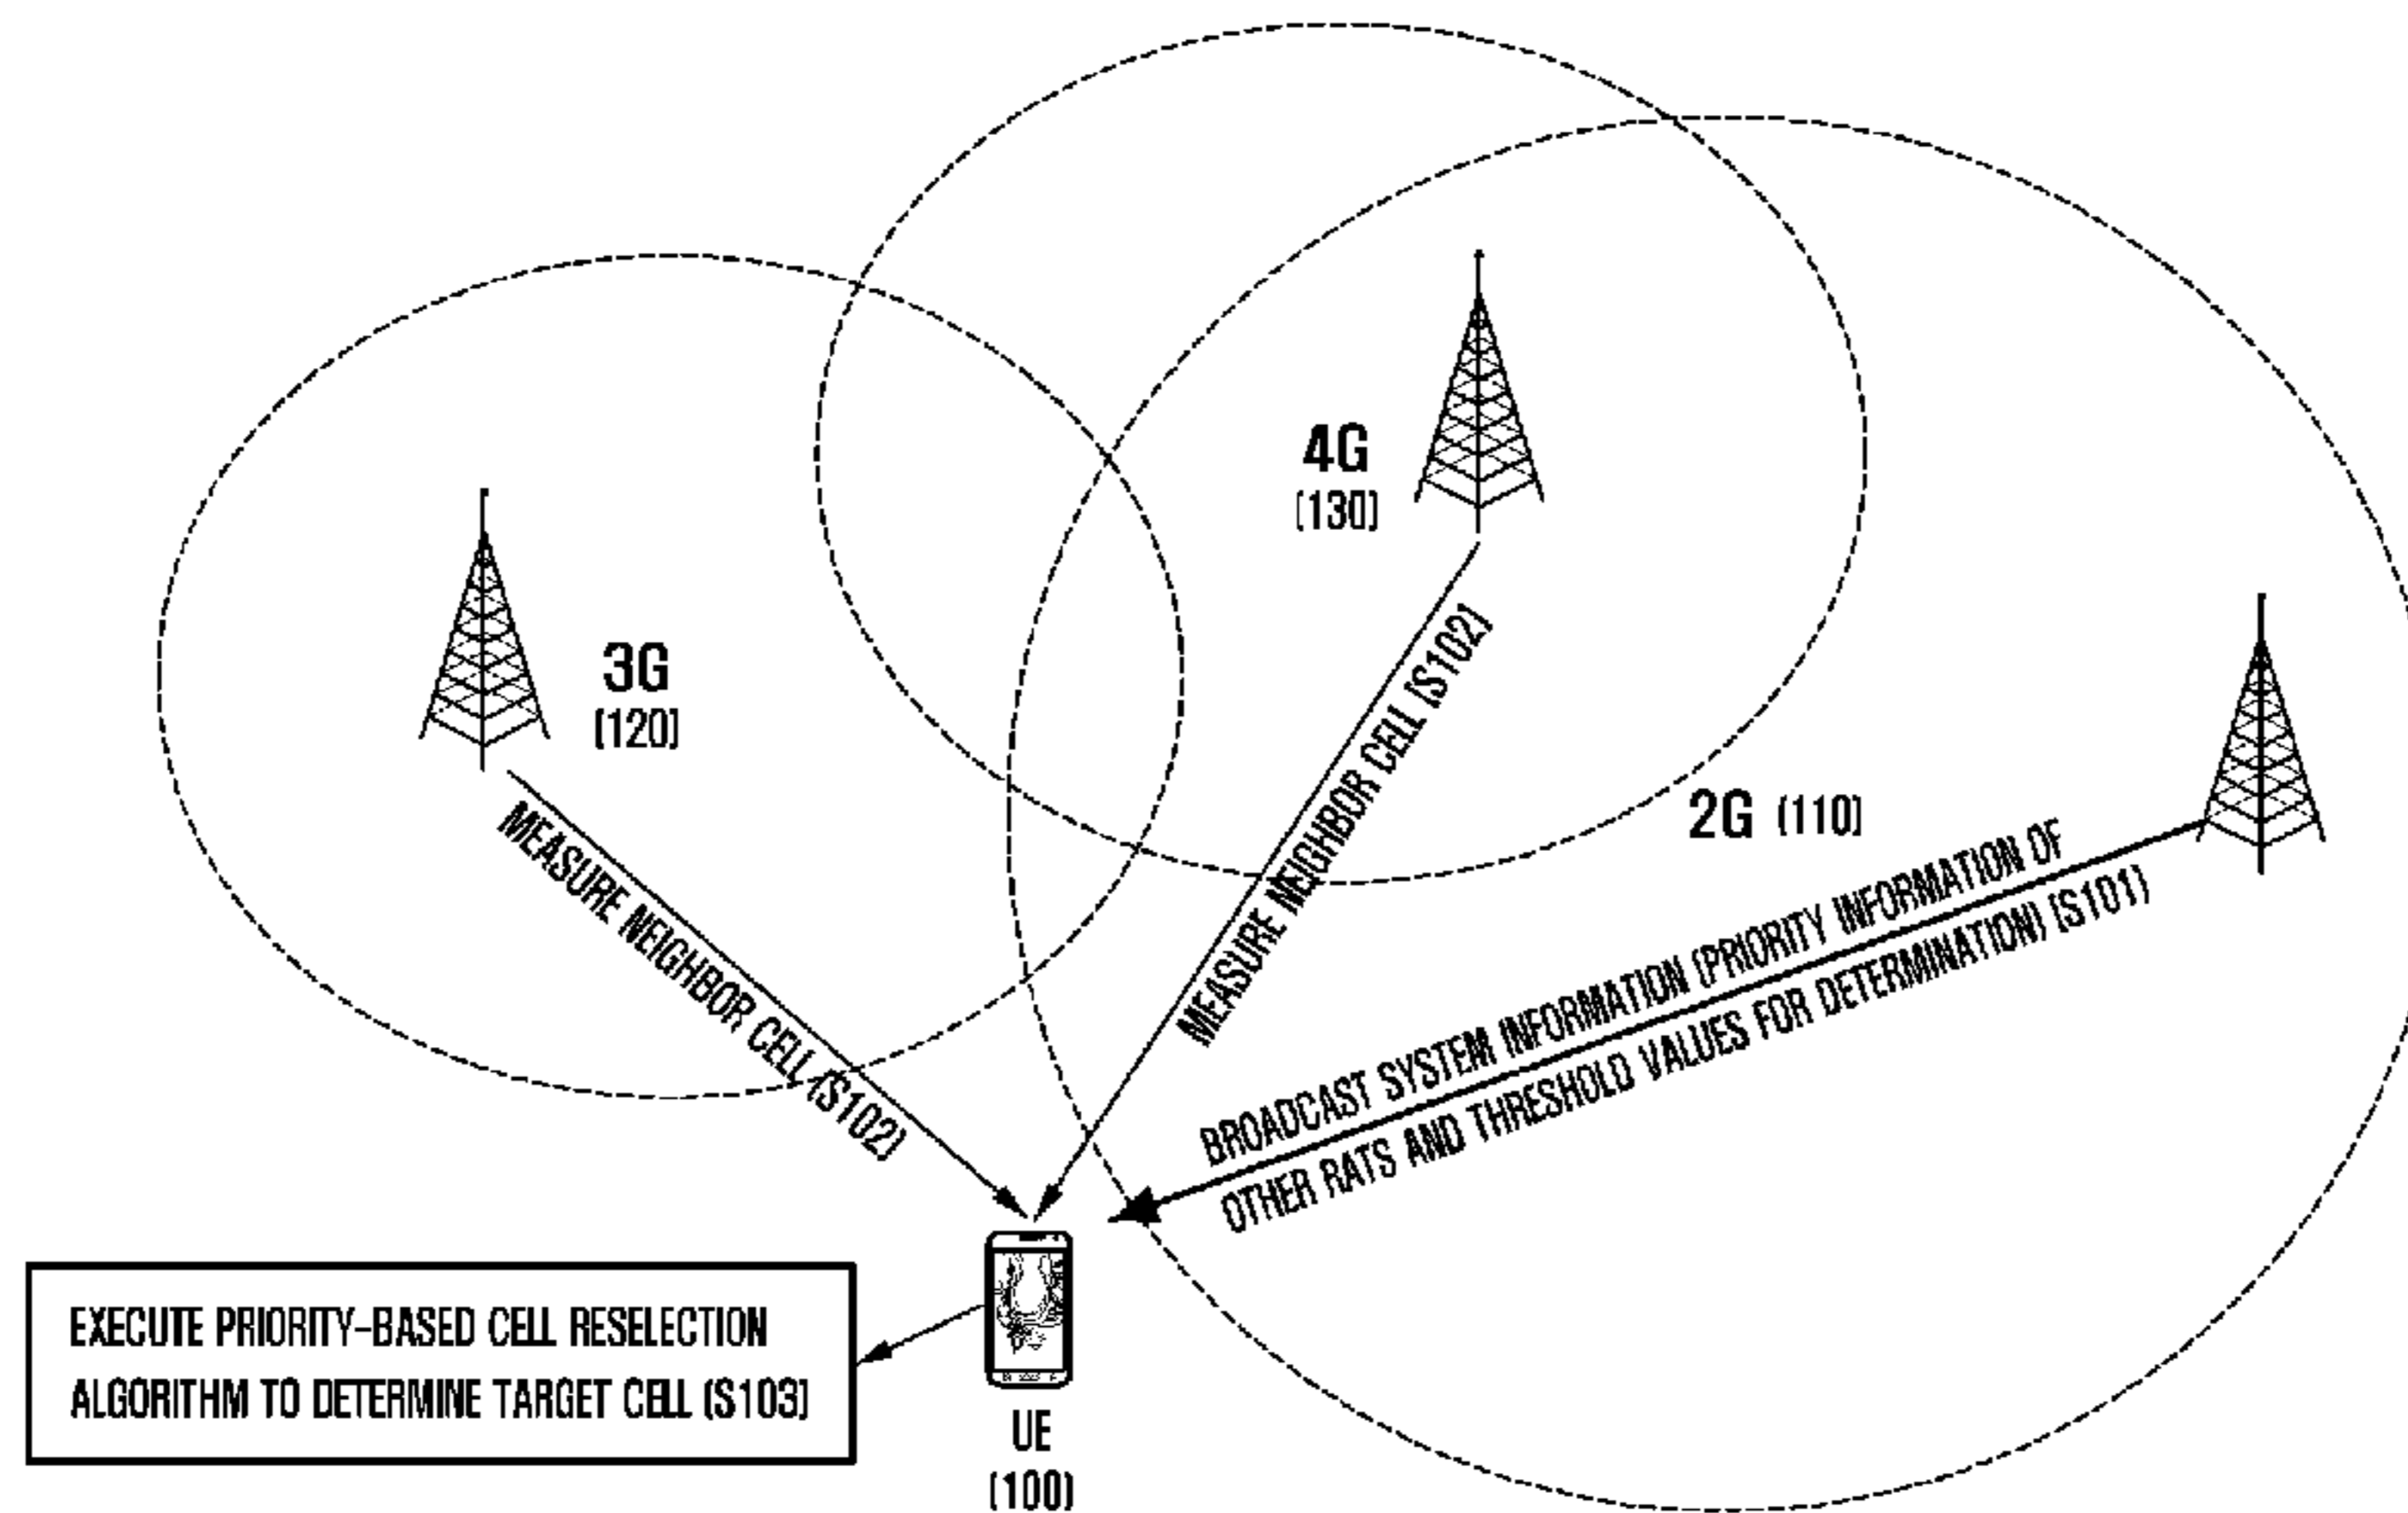 4G
(130)
3G
(120)
2G (110)
MEASURE NEIGHBOR CELL (S102)
MEASURE NEIGHBOR CELL (S102)
BROADCAST SYSTEM INFORMATION (PRIORITY INFORMATION OF
OTHER RATS AND THRESHOLD VALUES FOR DETERMINATION) (S101)
EXECUTE PRIORITY-BASED CELL RESELECTION
ALGORITHM TO DETERMINE TARGET CELL (S103)
UE
(100)